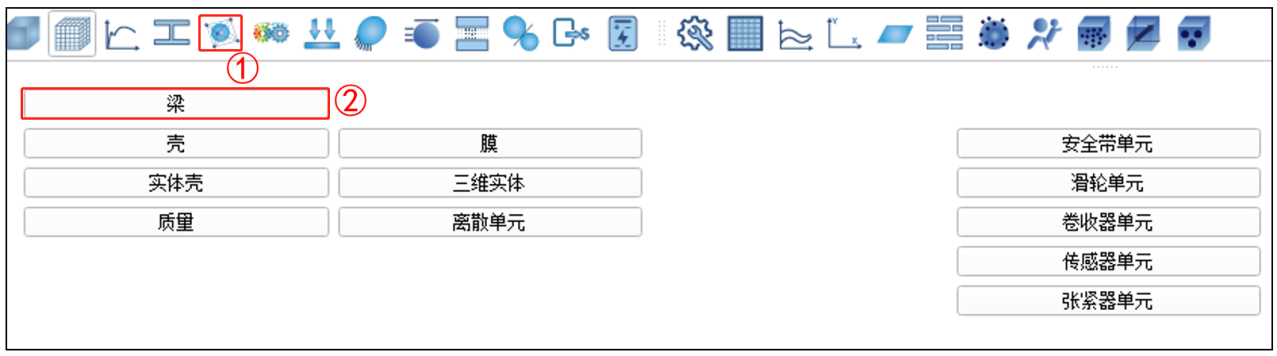 ①
梁 ②
壳 膜 安全带单元
实体壳 三维实体 滑轮单元
质量 离散单元 卷收器单元
传感器单元
张紧器单元